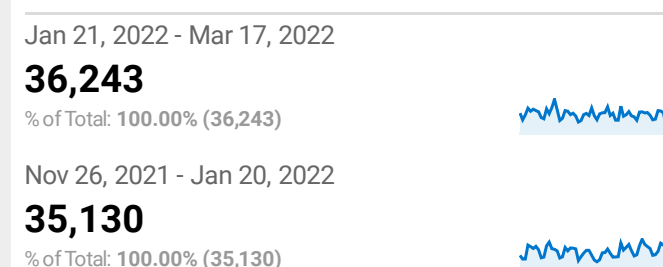 Jan 21, 2022 - Mar 17, 2022
36,243
% of Total: 100.00% (36,243)
Nov 26, 2021 - Jan 20, 2022
35,130
% of Total: 100.00% (35,130)